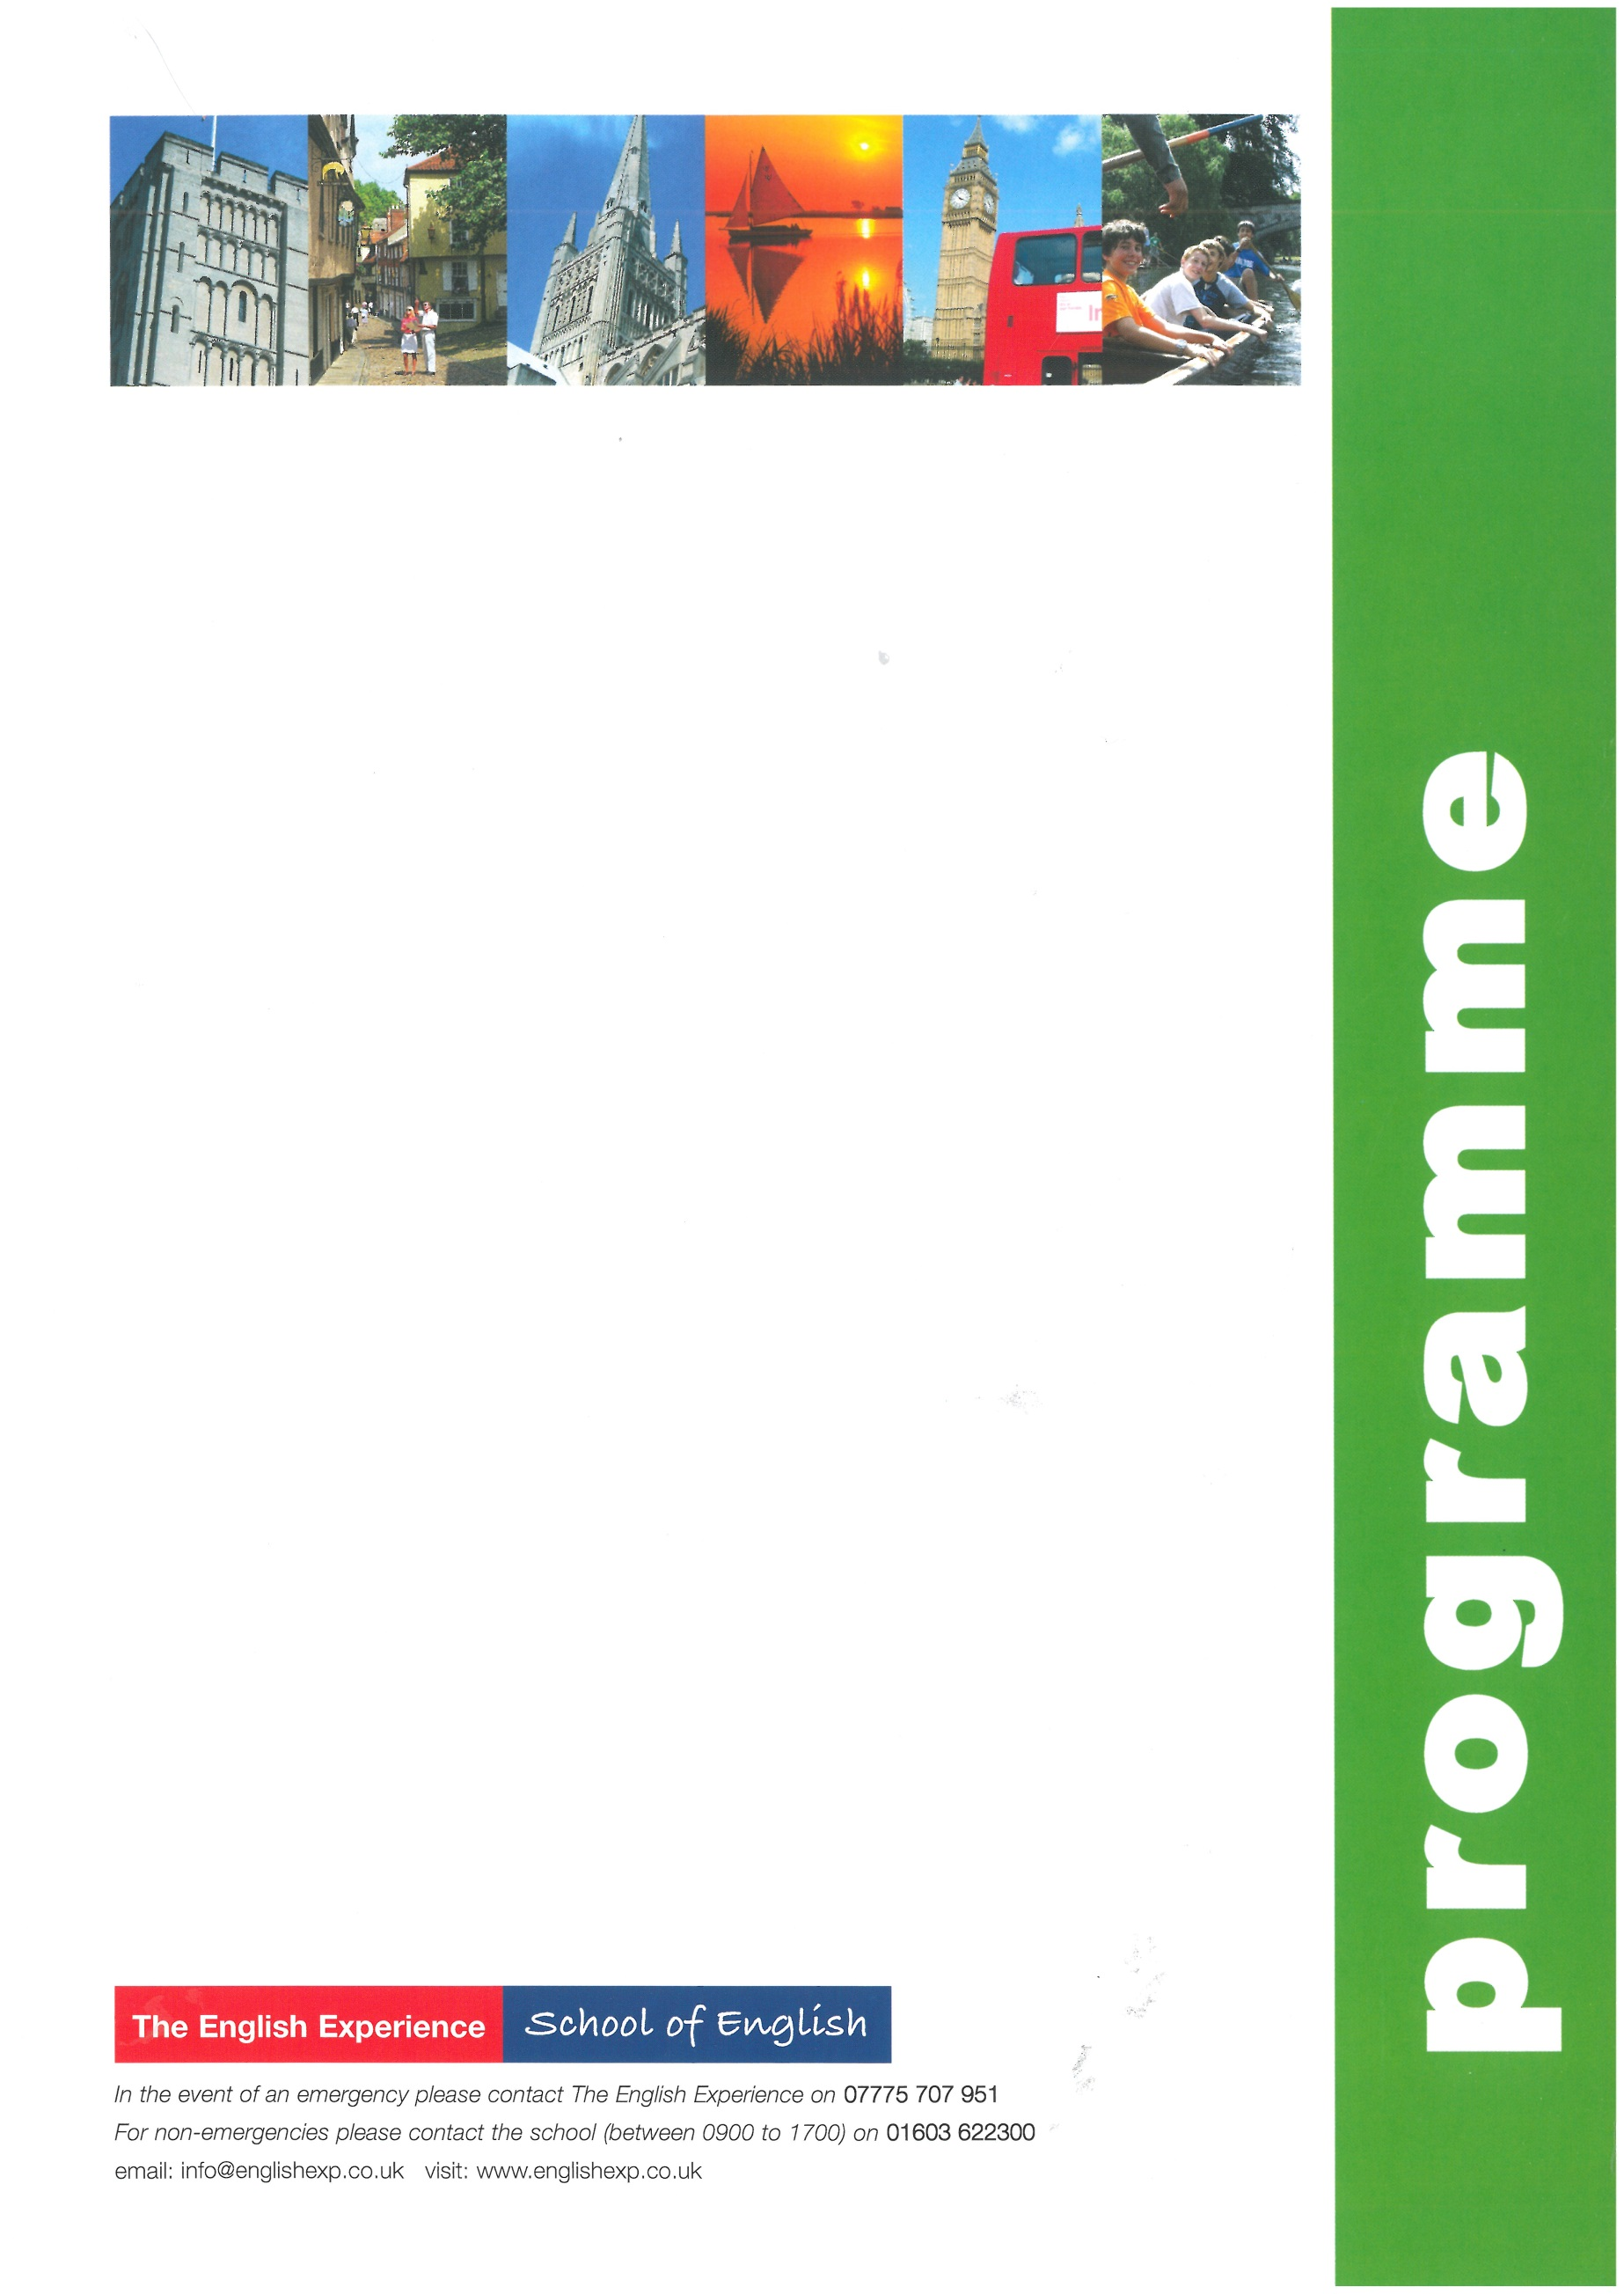 programme
The English Experience School of English
In the event of an emergency please contact The English Experience on 07775 707 951
For non-emergencies please contact the school (between 0900 to 1700) on 01603 622300
email: info@englishexp.co.uk visit: www.englishexp.co.uk